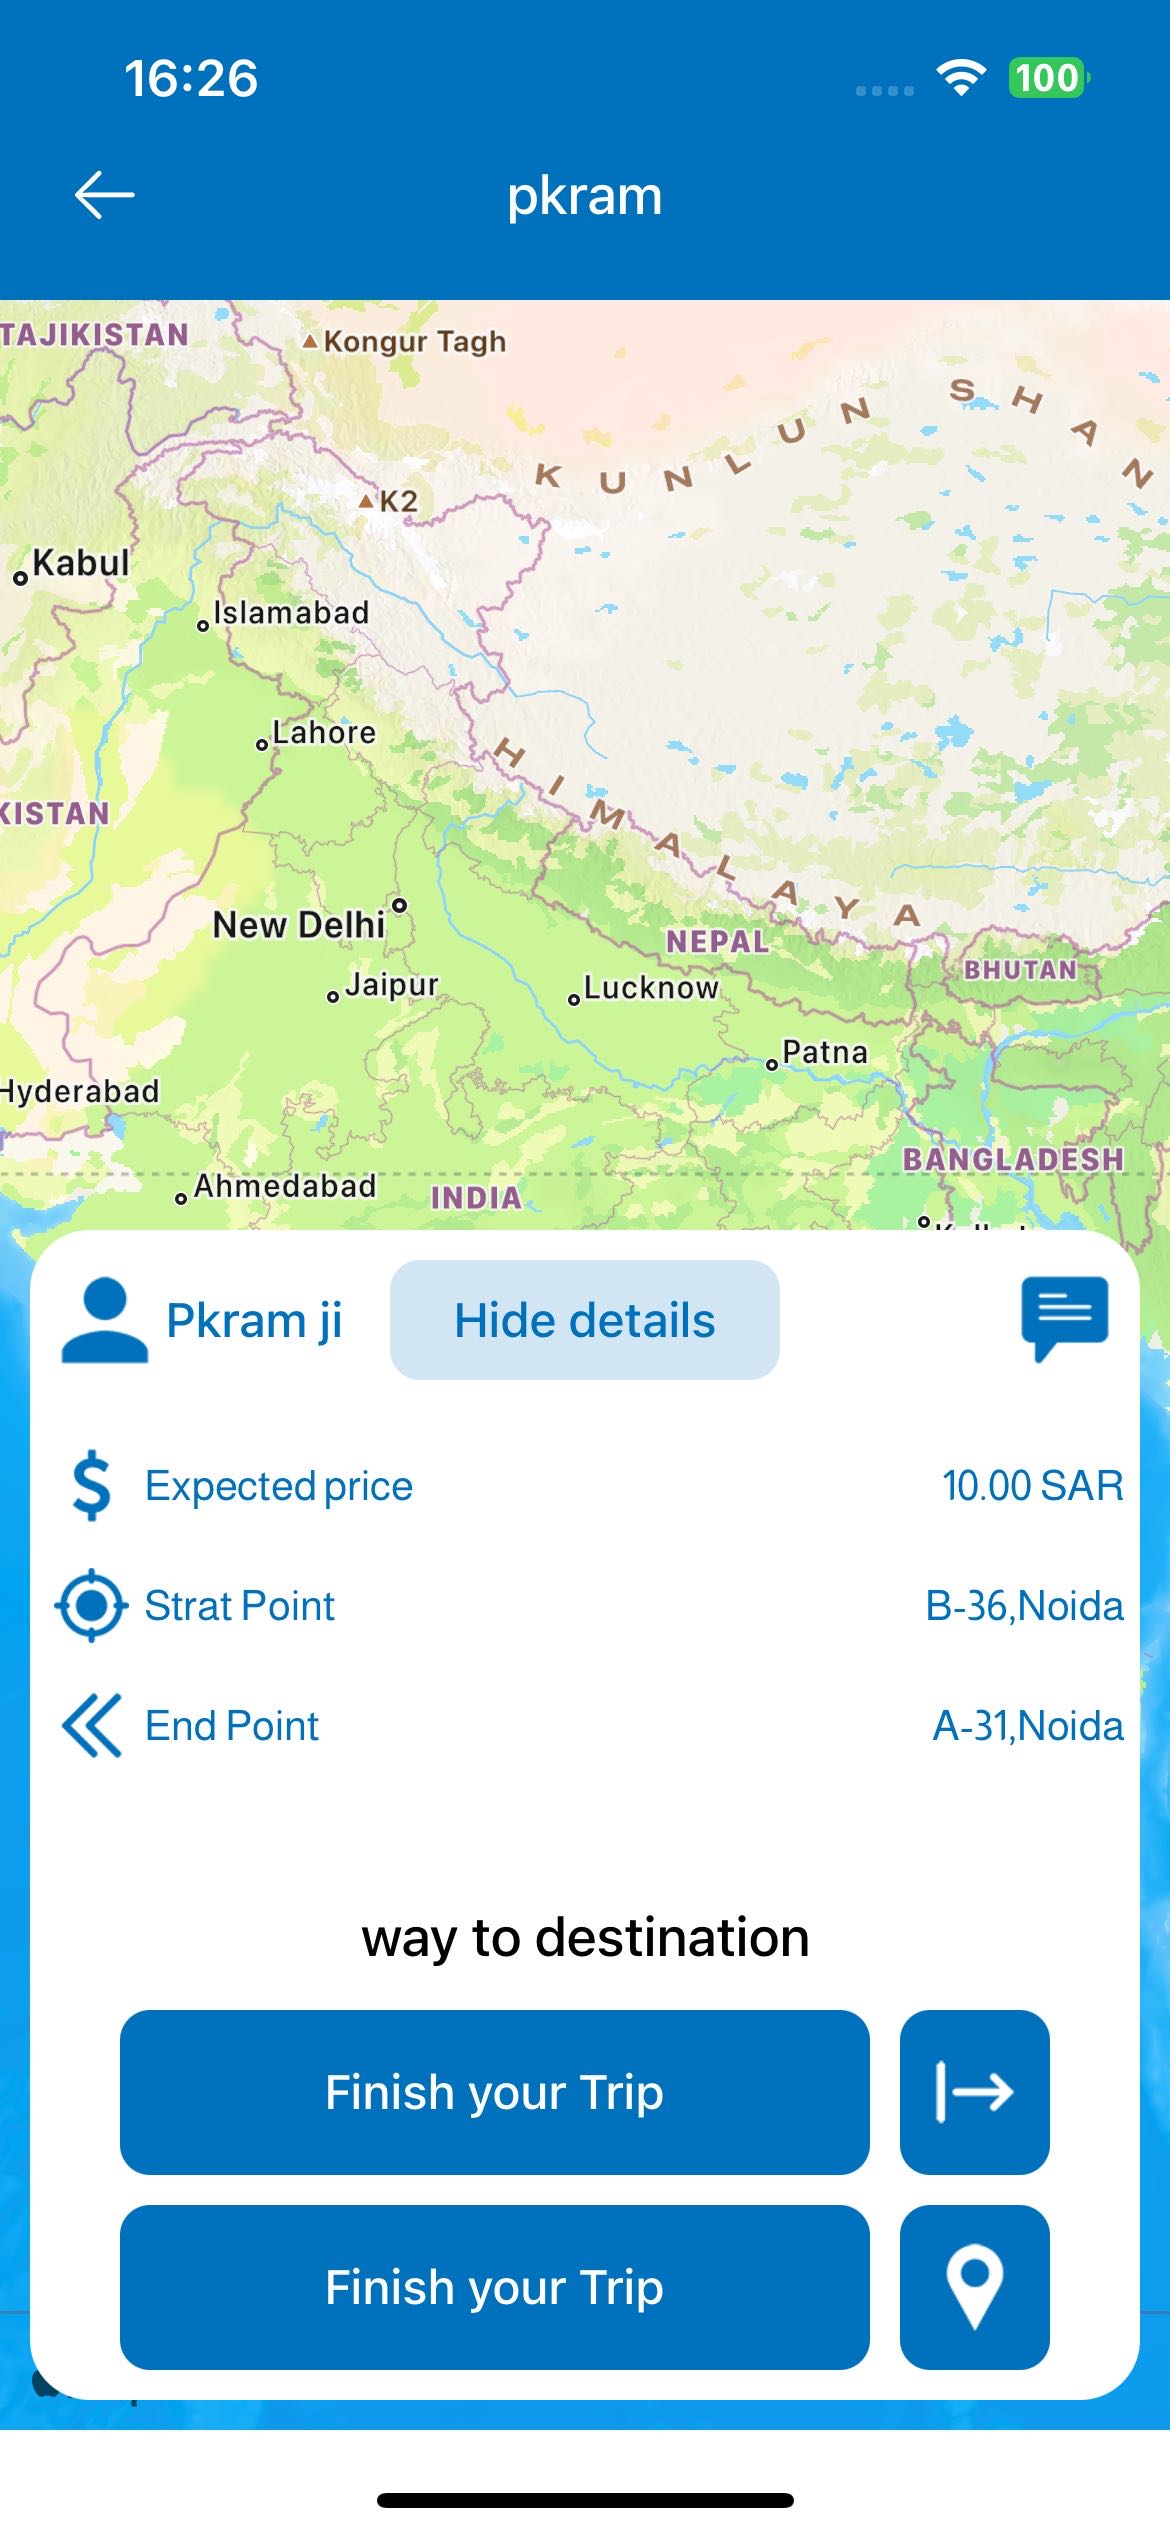 16:26
100
pkram
TAJIKISTAN
Kongur Tagh
KUNLUN SHAN
K2
Kabul
Islamabad
Lahore
HIMALAYA
KISTAN
New Delhi
NEPAL
BHUTAN
Jaipur
Lucknow
Patna
Hyderabad
BANGLADESH
Ahmedabad
INDIA
Pkram ji
Hide details
Expected price
10.00 SAR
Strat Point
B-36,Noida
End Point
A-31,Noida
way to destination
Finish your Trip
Finish your Trip